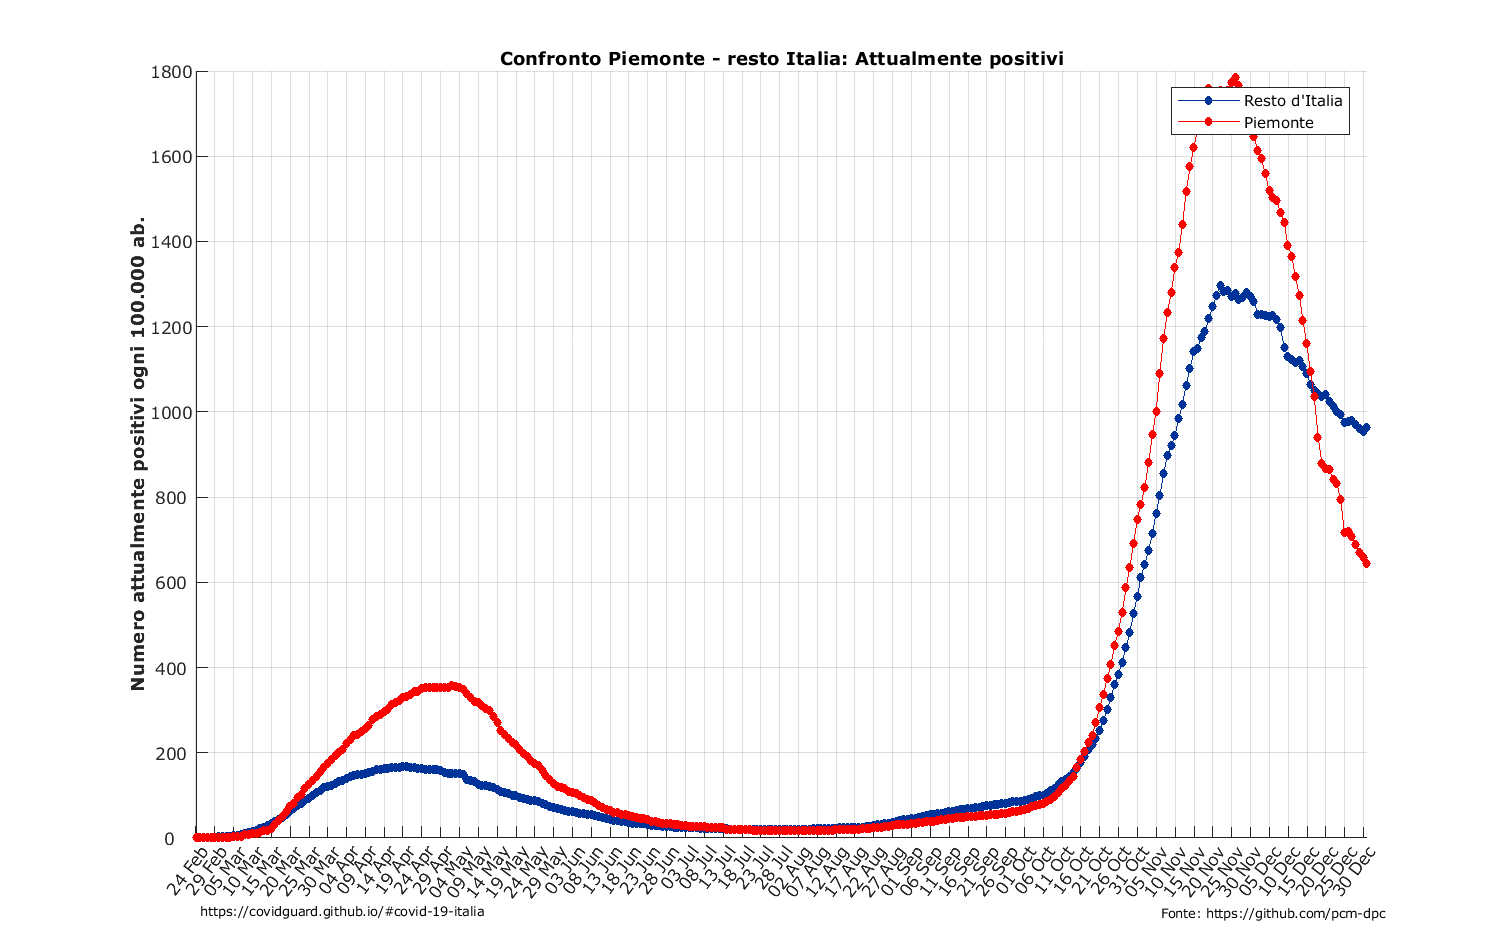 Confronto Piemonte - resto Italia: Attualmente positivi
Numero attualmente positivi ogni 100.000 ab.
1800
1600
1400
1200
1000
800
600
400
200
0
Resto d'Italia
Piemonte
24 Feb
29 Feb
05 Mar
10 Mar
15 Mar
20 Mar
25 Mar
30 Mar
04 Apr
09 Apr
14 Apr
19 Apr
24 Apr
29 Apr
04 May
09 May
14 May
19 May
24 May
29 May
03 Jun
08 Jun
13 Jun
18 Jun
23 Jun
28 Jun
03 Jul
08 Jul
13 Jul
18 Jul
23 Jul
28 Jul
02 Aug
07 Aug
12 Aug
17 Aug
22 Aug
27 Aug
01 Sep
06 Sep
11 Sep
16 Sep
21 Sep
26 Sep
01 Oct
06 Oct
11 Oct
16 Oct
21 Oct
26 Oct
31 Oct
05 Nov
10 Nov
15 Nov
20 Nov
25 Nov
30 Nov
05 Dec
10 Dec
15 Dec
20 Dec
25 Dec
30 Dec
https://covidguard.github.io/#covid-19-italia
Fonte: https://github.com/pcm-dpc